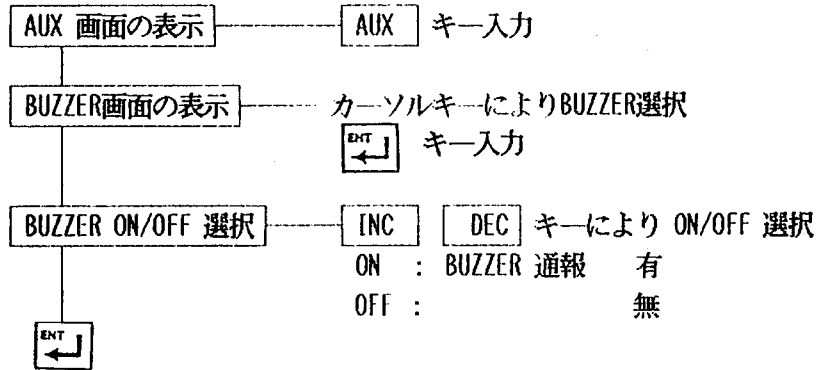 AUX 画面の表示 AUX キー入力
BUZZER画面の表示 カーソルキーによりBUZZER選択
ENT キー入力
BUZZER ON/OFF 選択 INC DEC キーにより ON/OFF 選択
ON : BUZZER 通報 有
OFF : 無
ENT